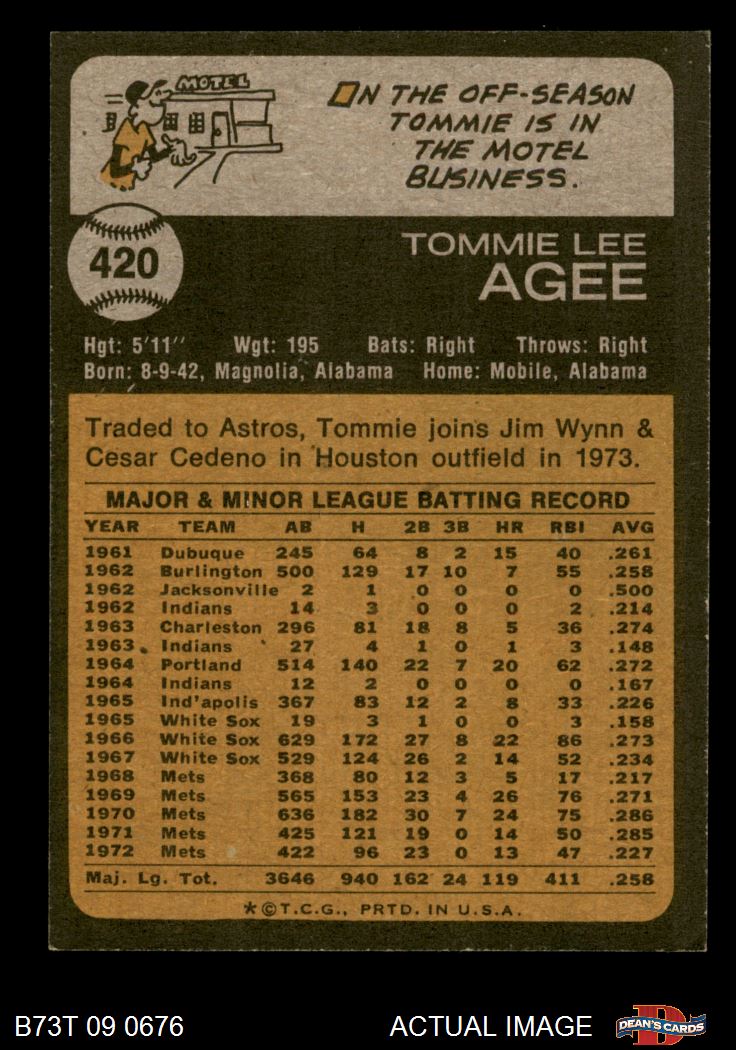 MOTEL
IN THE OFF-SEASON
TOMMIE IS IN
THE MOTEL
BUSINESS.
420
TOMMIE LEE
AGEE
Hgt: 5'11" Wgt: 195 Bats: Right Throws: Right
Born: 8-9-42, Magnolia, Alabama Home: Mobile, Alabama
Traded to Astros, Tommie joins Jim Wynn &
Cesar Cedeno in Houston outfield in 1973.
MAJOR & MINOR LEAGUE BATTING RECORD
YEAR TEAM AB H 2B 3B HR RBI AVG
1961 Dubuque 245 64 8 2 15 40 .261
1962 Burlington 500 129 17 10 7 55 .258
1962 Jacksonville 2 1 0 0 0 0 .500
1962 Indians 14 3 0 0 0 2 .214
1963 Charleston 296 81 18 8 5 36 .274
1963 Indians 27 4 1 0 1 3 .148
1964 Portland 514 140 22 7 20 62 .272
1964 Indians 12 2 0 0 0 0 .167
1965 Ind'apolis 367 83 12 2 8 33 .226
1965 White Sox 19 3 1 0 0 3 .158
1966 White Sox 629 172 27 8 22 86 .273
1967 White Sox 529 124 26 2 14 52 .234
1968 Mets 368 80 12 3 5 17 .217
1969 Mets 565 153 23 4 26 76 .271
1970 Mets 636 182 30 7 24 75 .286
1971 Mets 425 121 19 0 14 50 .285
1972 Mets 422 96 23 0 13 47 .227
Maj. Lg. Tot. 3646 940 162 24 119 411 .258
*©T.C.G., PRTD. IN U.S.A.
B73T 09 0676 ACTUAL IMAGE
D
DEAN'S CARDS